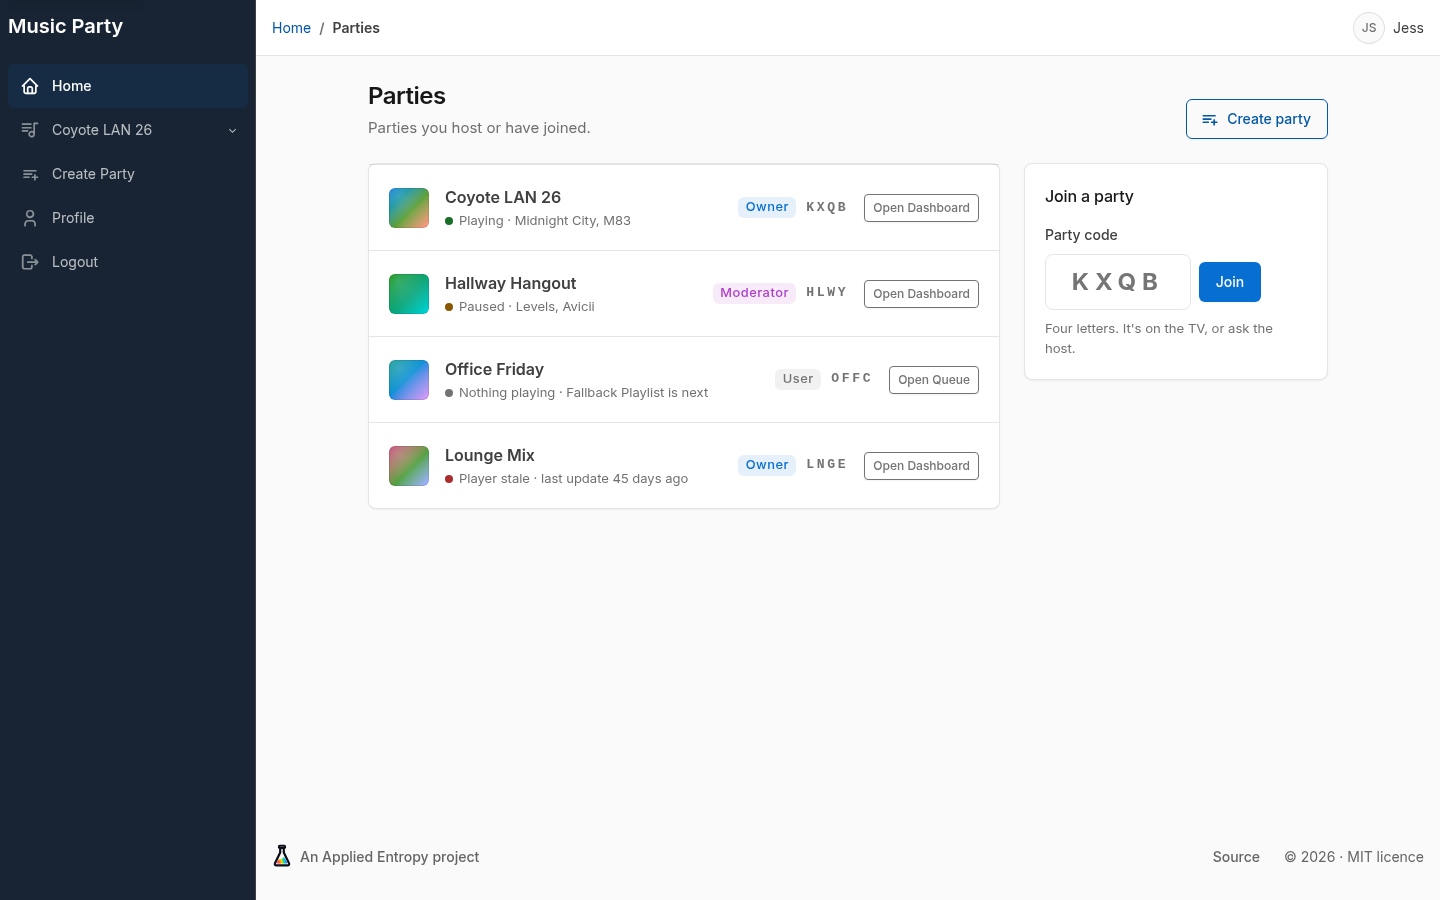 Music Party
Home
Coyote LAN 26
Create Party
Profile
Logout
Home / Parties
JS Jess
Parties
Parties you host or have joined.
Create party
Coyote LAN 26
Playing · Midnight City, M83
Owner KXQB Open Dashboard
Hallway Hangout
Paused · Levels, Avicii
Moderator HLWY Open Dashboard
Office Friday
Nothing playing · Fallback Playlist is next
User OFFC Open Queue
Lounge Mix
Player stale · last update 45 days ago
Owner LNGE Open Dashboard
Join a party
Party code
KXQB Join
Four letters. It's on the TV, or ask the
host.
An Applied Entropy project
Source © 2026 · MIT licence